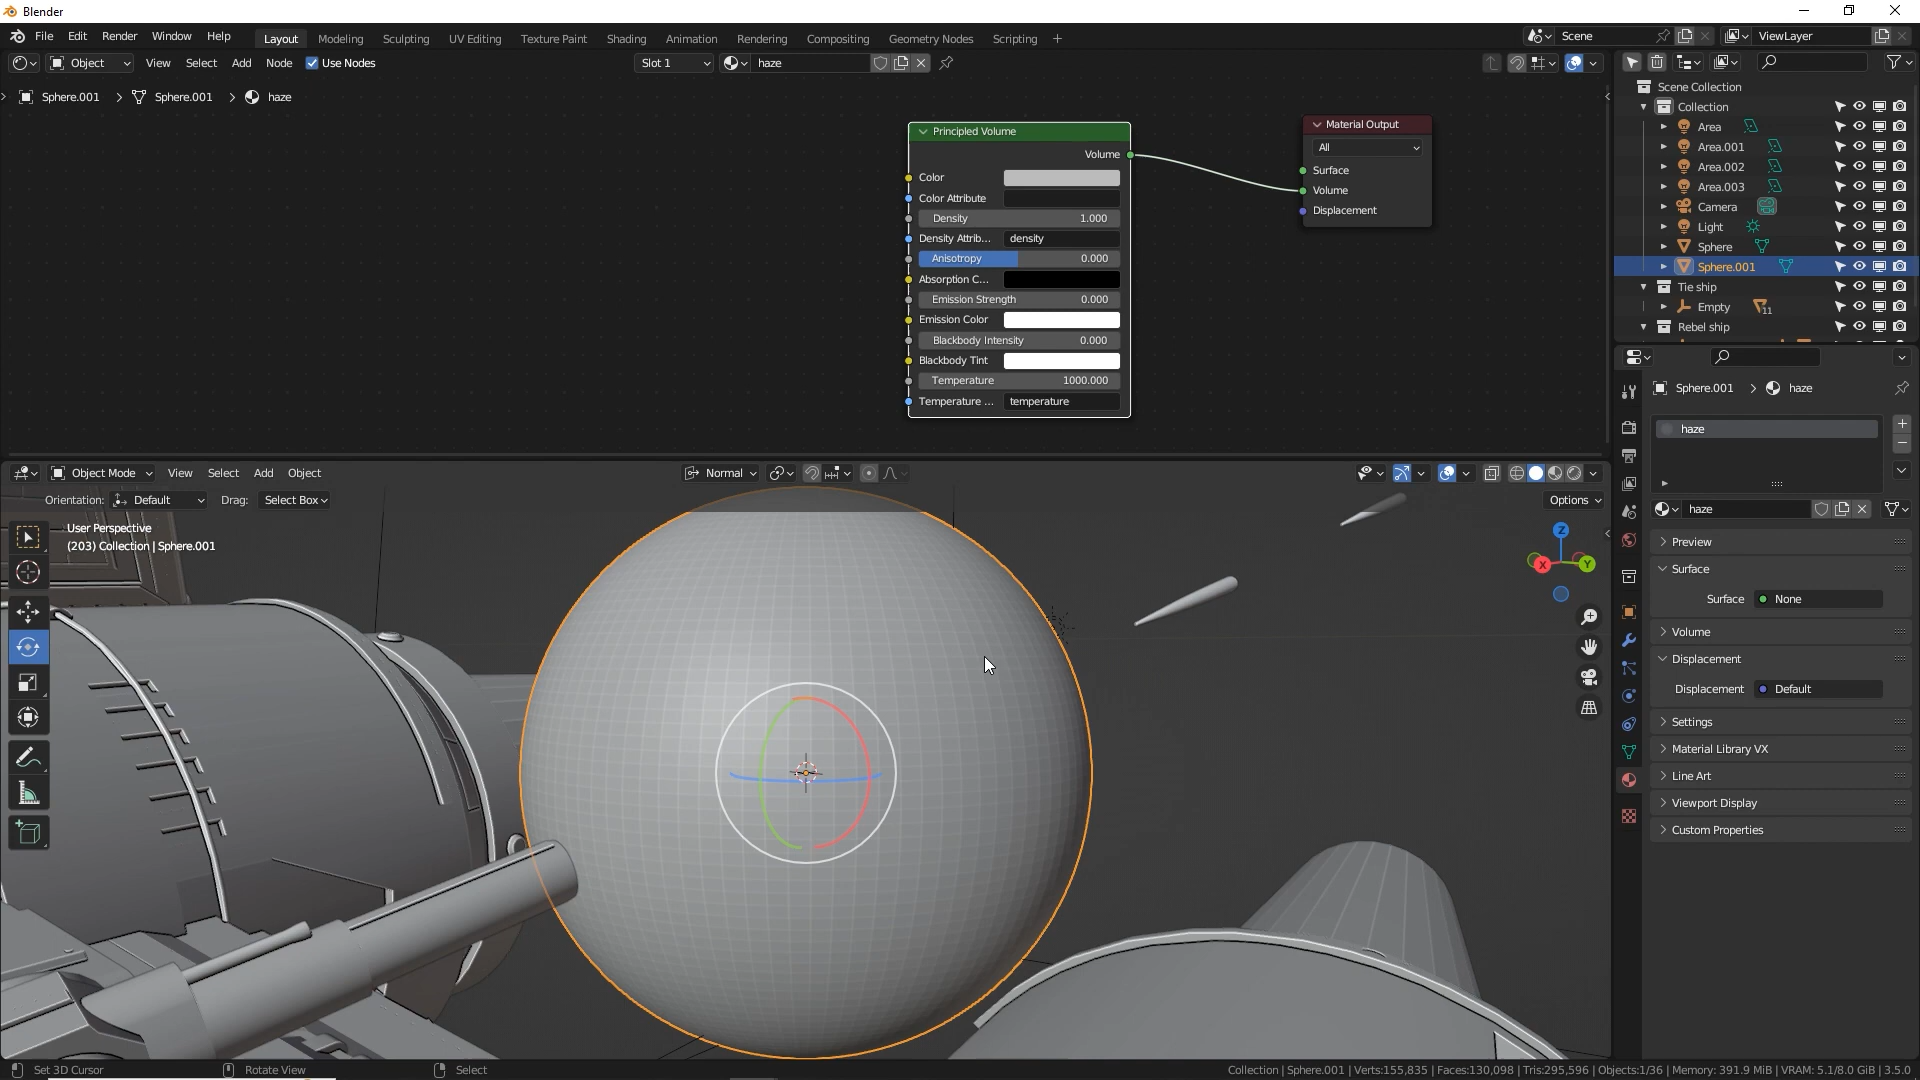 Blender
File Edit Render Window Help Layout Modeling Sculpting UV Editing Texture Paint Shading Animation Rendering Compositing Geometry Nodes Scripting + Scene ViewLayer
Object View Select Add Node Use Nodes Slot 1 haze
Sphere.001 > Sphere.001 > haze
Principled Volume
Volume
Color
Color Attribute
Density 1.000
Density Attrib... density
Anisotropy 0.000
Absorption C...
Emission Strength 0.000
Emission Color
Blackbody Intensity 0.000
Blackbody Tint
Temperature 1000.000
Temperature ... temperature
Material Output
All
Surface
Volume
Displacement
Scene Collection
Collection
Area
Area.001
Area.002
Area.003
Camera
Light
Sphere
Sphere.001
Tie ship
Empty 11
Rebel ship
Sphere.001 > haze
haze
haze
Preview
Surface
Surface None
Volume
Displacement
Displacement Default
Settings
Material Library VX
Line Art
Viewport Display
Custom Properties
Object Mode View Select Add Object Normal
Orientation: Default Drag: Select Box Options
User Perspective
(203) Collection | Sphere.001
Z
X Y
Set 3D Cursor Rotate View Select Collection | Sphere.001 | Verts:155,835 | Faces:130,098 | Tris:295,596 | Objects:1/36 | Memory: 391.9 MiB | VRAM: 5.1/8.0 GiB | 3.5.0